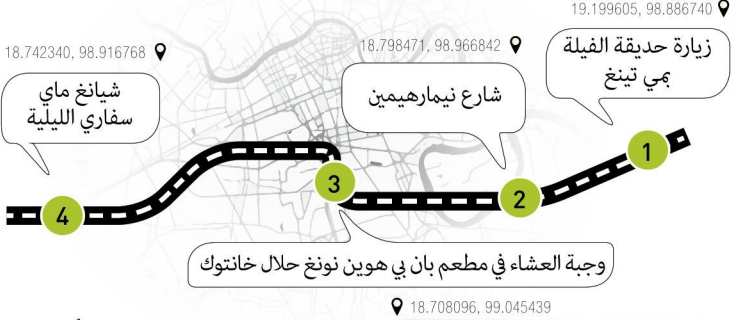 19.199605, 98.886740
زيارة حديقة الفيلة
بمي تينغ
1
18.798471, 98.966842
شارع نيمارهيمين
2
3
وجبة العشاء في مطعم بان بي هوين نونغ حلال خانتوك
18.708096, 99.045439
18.742340, 98.916768
شيانغ ماي
سفاري الليلية
4